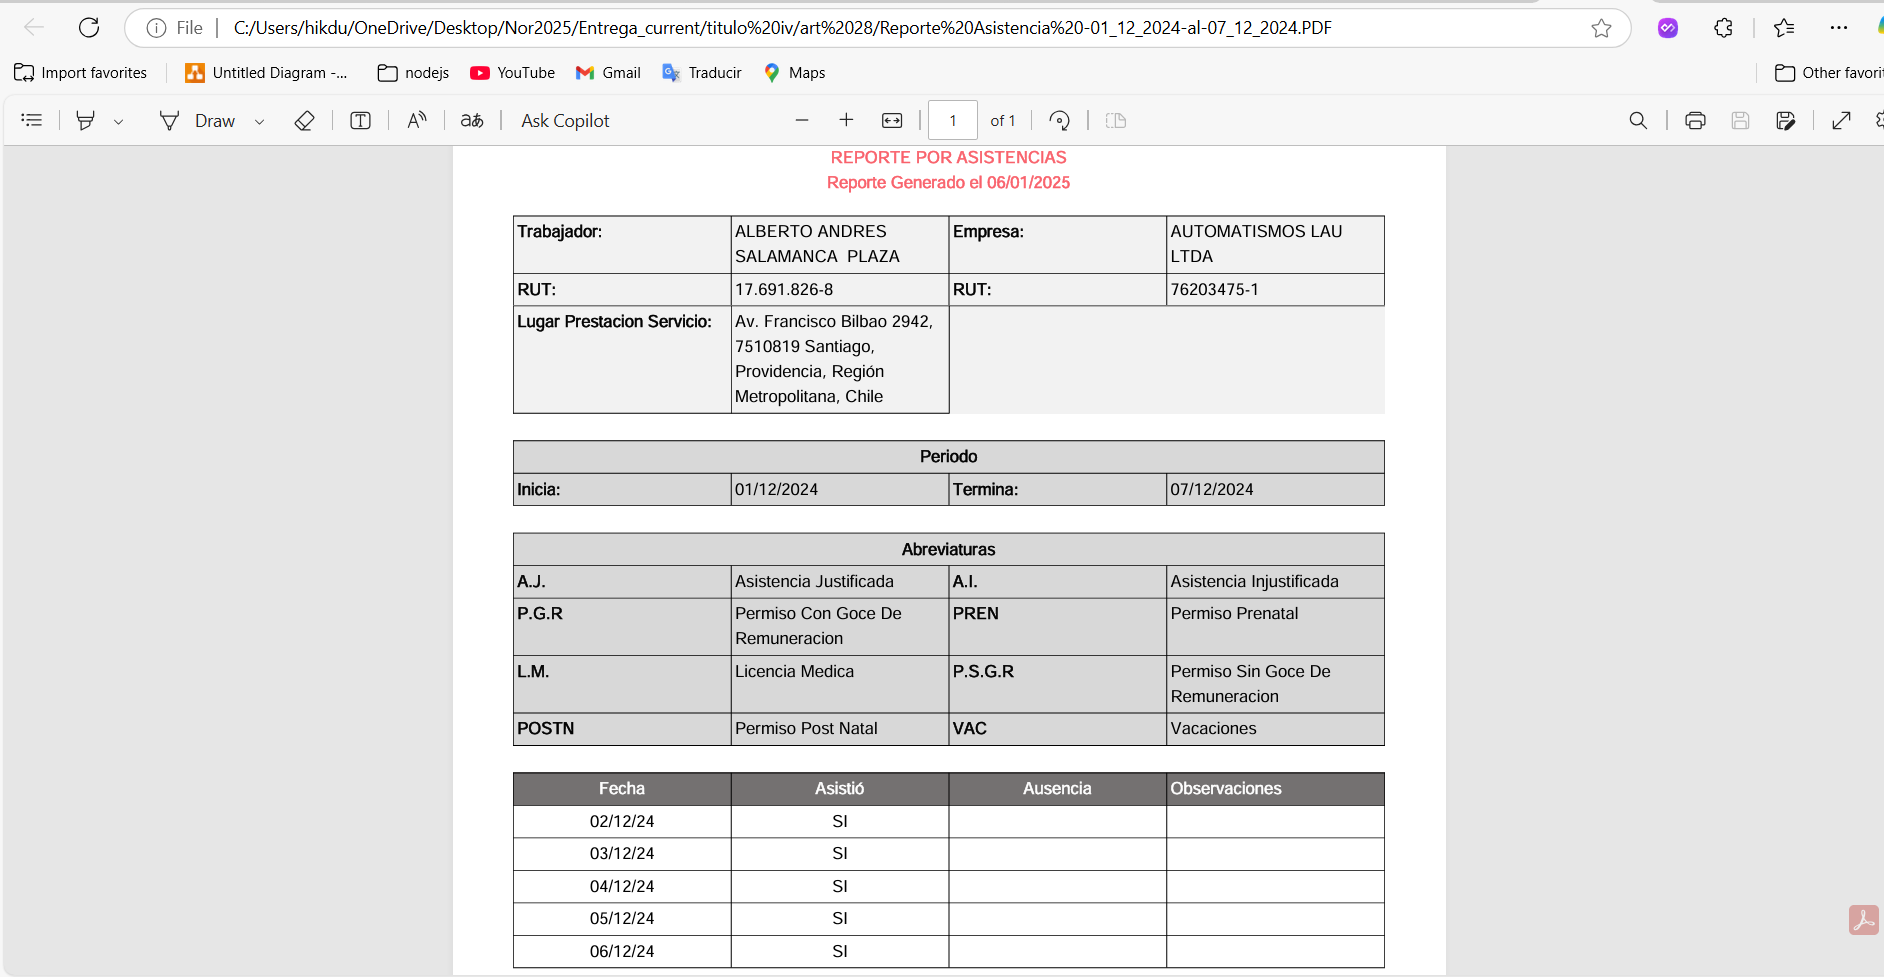 File C:/Users/hikdu/OneDrive/Desktop/Nor2025/Entrega_current/titulo%20iv/art%2028/Reporte%20Asistencia%20-01_12_2024-al-07_12_2024.PDF
Import favorites Untitled Diagram -... nodejs YouTube Gmail Traducir Maps Other favori
Draw T A aあ Ask Copilot 1 of 1
REPORTE POR ASISTENCIAS
Reporte Generado el 06/01/2025
Trabajador: ALBERTO ANDRES Empresa: AUTOMATISMOS LAU
SALAMANCA PLAZA LTDA
RUT: 17.691.826-8 RUT: 76203475-1
Lugar Prestacion Servicio: Av. Francisco Bilbao 2942,
7510819 Santiago,
Providencia, Región
Metropolitana, Chile
Periodo
Inicia: 01/12/2024 Termina: 07/12/2024
Abreviaturas
A.J. Asistencia Justificada A.I. Asistencia Injustificada
P.G.R Permiso Con Goce De PREN Permiso Prenatal
Remuneracion
L.M. Licencia Medica P.S.G.R Permiso Sin Goce De
Remuneracion
POSTN Permiso Post Natal VAC Vacaciones
Fecha Asistió Ausencia Observaciones
02/12/24 SI
03/12/24 SI
04/12/24 SI
05/12/24 SI
06/12/24 SI